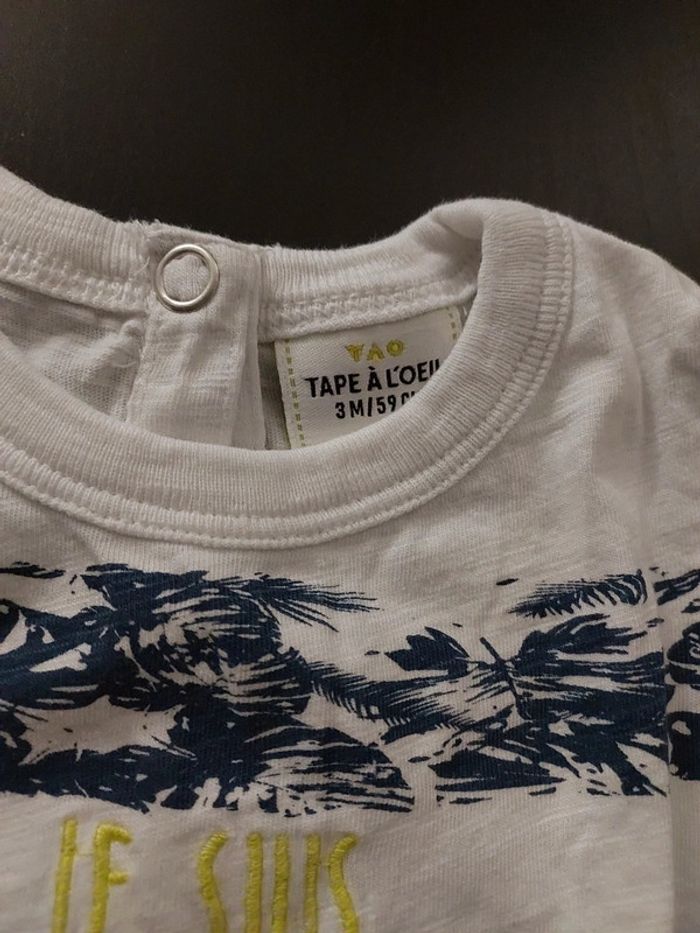 TAO
TAPE À L'OEIL
3M/59 C
JE SUIS